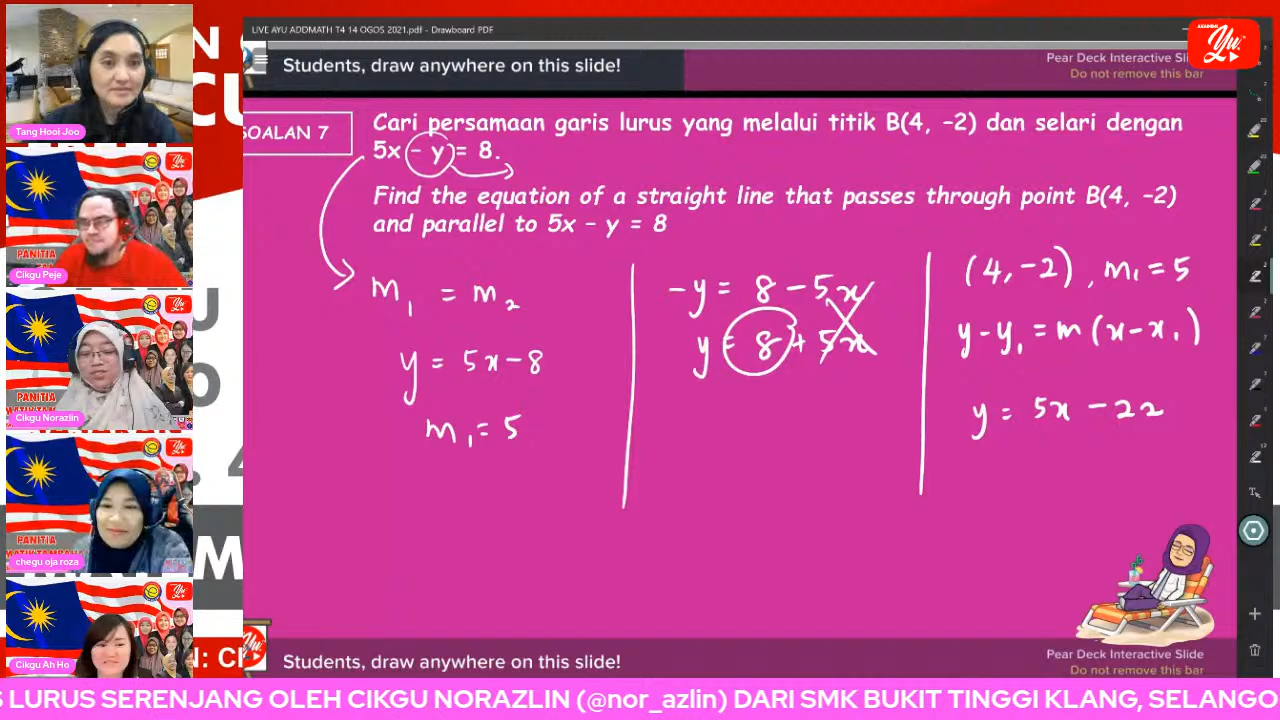 LIVE AYU ADDMATH T4 14 OGOS 2021.pdf - Drawboard PDF
Students, draw anywhere on this slide!
Pear Deck Interactive Slid
Do not remove this bar
SOALAN 7
Cari persamaan garis lurus yang melalui titik B(4, -2) dan selari dengan
5x - y = 8.
Find the equation of a straight line that passes through point B(4, -2)
and parallel to 5x - y = 8
m₁ = m₂
y = 5x - 8
m₁ = 5
-y = 8 - 5x
y = 8 + 5x
(4, -2), m₁ = 5
y - y₁ = m (x - x₁)
y = 5x - 22
Students, draw anywhere on this slide!
Pear Deck Interactive Slide
Do not remove this bar
Tang Hooi Joo
PANITIA
Cikgu Peje
Cikgu Norazlin
PANITIA
MATIK TAMBAH
chegu oja roza
PANITIA
Cikgu Ah Ho
S LURUS SERENJANG OLEH CIKGU NORAZLIN (@nor_azlin) DARI SMK BUKIT TINGGI KLANG, SELANGO